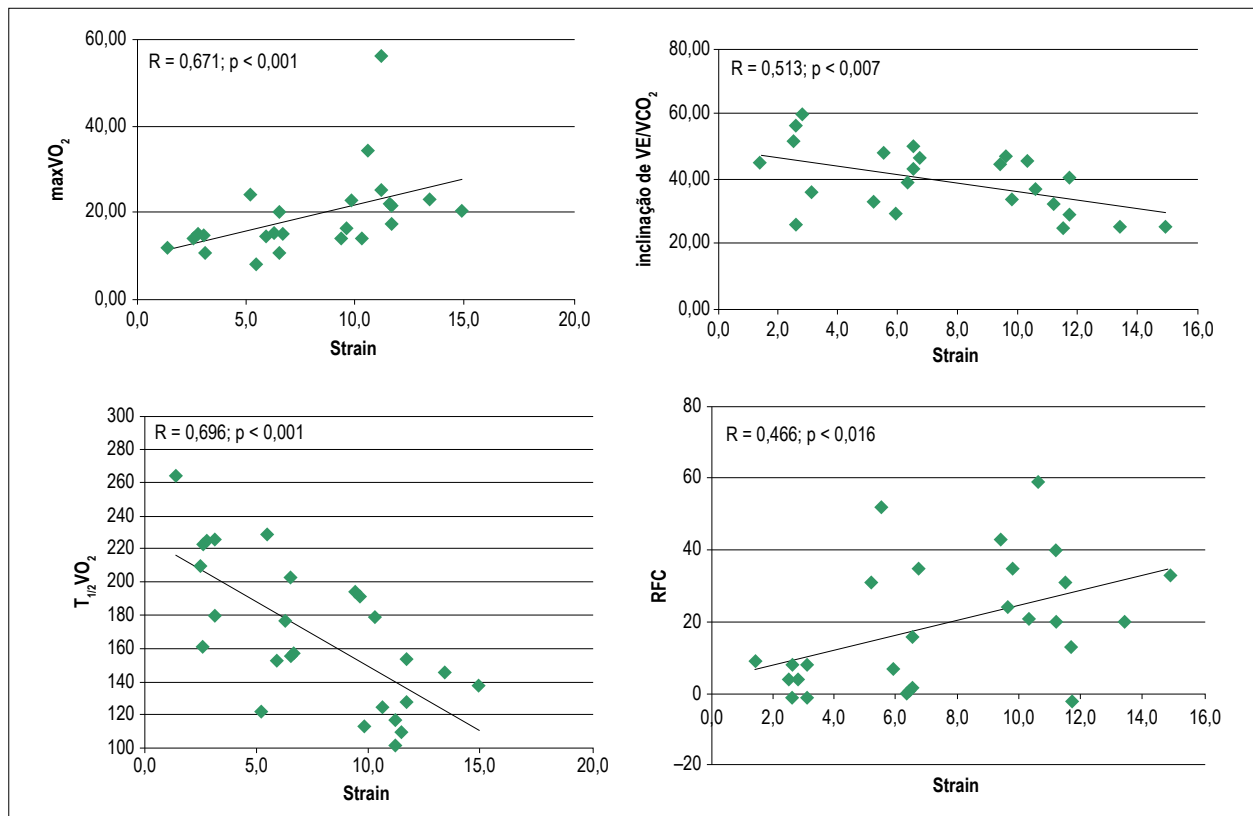 60,00
R = 0,671; p < 0,001
40,00
maxVO2
20,00
0,00
0,0 5,0 10,0 15,0 20,0
Strain
80,00
R = 0,513; p < 0,007
60,00
inclinação de VE/VCO2
40,00
20,00
0,00
0,0 2,0 4,0 6,0 8,0 10,0 12,0 14,0 16,0
Strain
300
R = 0,696; p < 0,001
280
260
240
220
T1/2VO2
200
180
160
140
120
100
0,0 5,0 10,0 15,0 20,0
Strain
80
R = 0,466; p < 0,016
60
40
RFC
20
0
0,0 2,0 4,0 6,0 8,0 10,0 12,0 14,0 16,0
–20
Strain